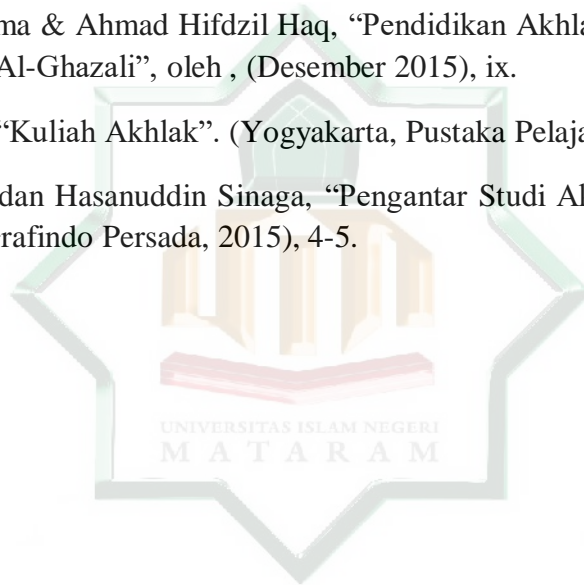 ma & Ahmad Hifdzil Haq, “Pendidikan Akhla
Al-Ghazali”, oleh , (Desember 2015), ix.
“Kuliah Akhlak”. (Yogyakarta, Pustaka Pelaja
dan Hasanuddin Sinaga, “Pengantar Studi Ak
rafindo Persada, 2015), 4-5.
UNIVERSITAS ISLAM NEGERI
MATARAM